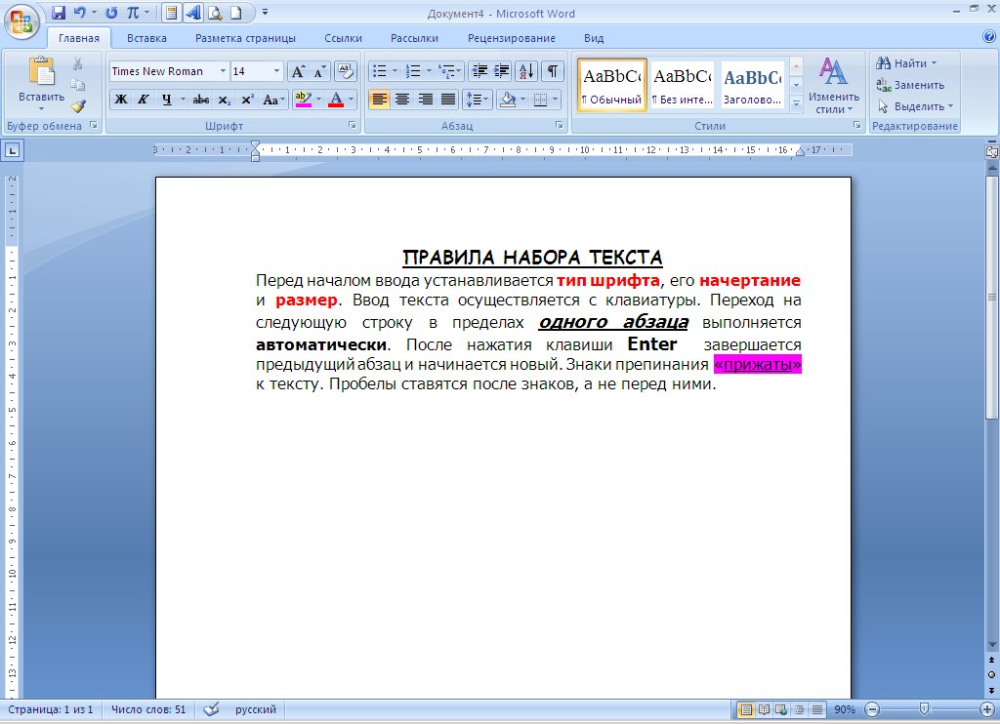 Документ4 - Microsoft Word
Главная Вставка Разметка страницы Ссылки Рассылки Рецензирование Вид
Times New Roman 14 АаВbСс АаВbСс АаВbСс Найти
Вставить Изменить стили Заменить
Ж К Ч abc x₂ x² Aa ¶ Обычный ¶ Без инте... Заголово... Выделить
Буфер обмена Шрифт Абзац Стили Редактирование
3 2 1 1 2 3 4 5 6 7 8 9 10 11 12 13 14 15 16 17
ПРАВИЛА НАБОРА ТЕКСТА
Перед началом ввода устанавливается тип шрифта, его начертание
и размер. Ввод текста осуществляется с клавиатуры. Переход на
следующую строку в пределах одного абзаца выполняется
автоматически. После нажатия клавиши Enter завершается
предыдущий абзац и начинается новый. Знаки препинания «прижаты»
к тексту. Пробелы ставятся после знаков, а не перед ними.
Страница: 1 из 1 Число слов: 51 русский 90%